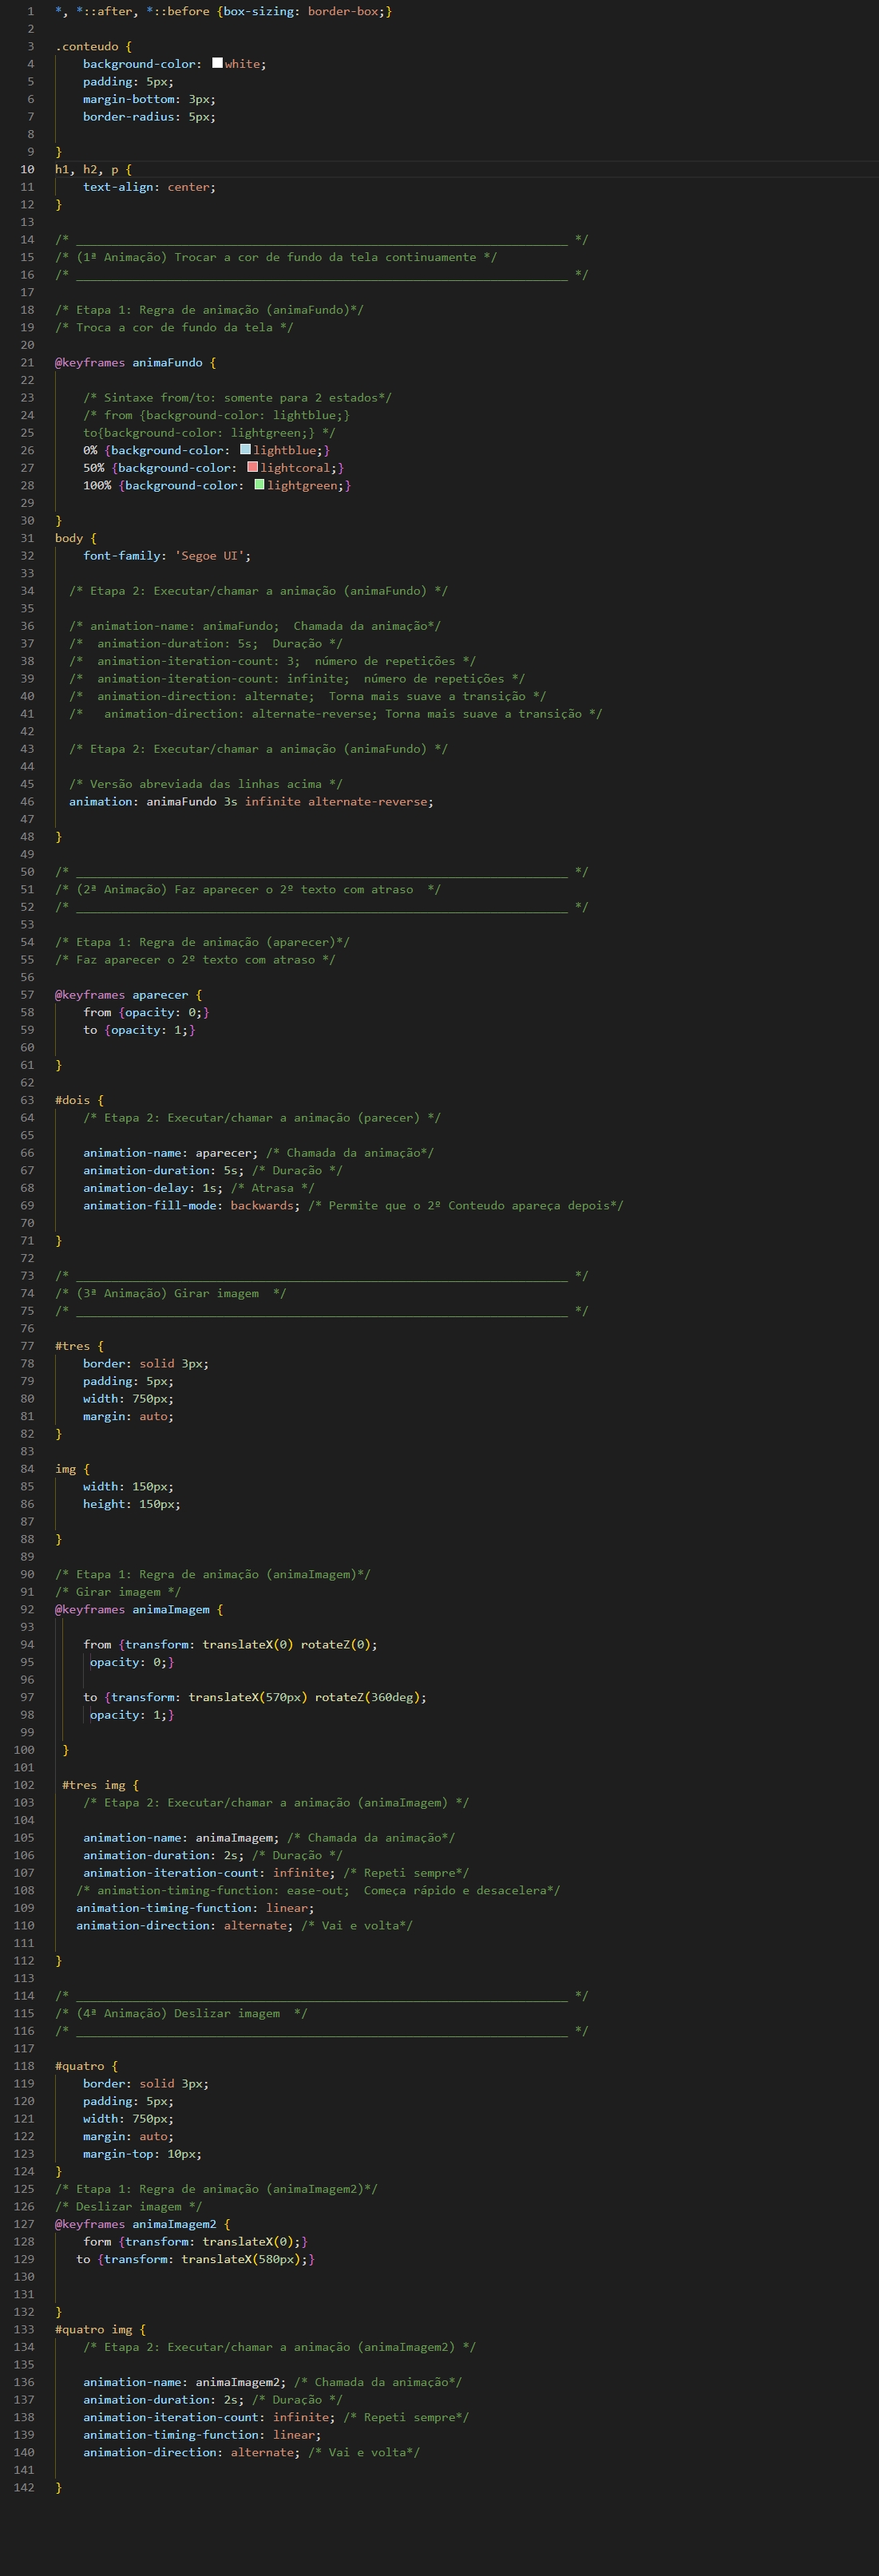 1 *, *::after, *::before {box-sizing: border-box;}
2
3 .conteudo {
4     background-color: white;
5     padding: 5px;
6     margin-bottom: 3px;
7     border-radius: 5px;
8
9 }
10 h1, h2, p {
11     text-align: center;
12 }
13
14 /* ______________________________________________________________________ */
15 /* (1ª Animação) Trocar a cor de fundo da tela continuamente */
16 /* ______________________________________________________________________ */
17
18 /* Etapa 1: Regra de animação (animaFundo)*/
19 /* Troca a cor de fundo da tela */
20
21 @keyframes animaFundo {
22
23     /* Sintaxe from/to: somente para 2 estados*/
24     /* from {background-color: lightblue;}
25     to{background-color: lightgreen;} */
26     0% {background-color: lightblue;}
27     50% {background-color: lightcoral;}
28     100% {background-color: lightgreen;}
29
30 }
31 body {
32     font-family: 'Segoe UI';
33
34   /* Etapa 2: Executar/chamar a animação (animaFundo) */
35
36   /* animation-name: animaFundo;  Chamada da animação*/
37   /*  animation-duration: 5s;  Duração */
38   /*  animation-iteration-count: 3;  número de repetições */
39   /*  animation-iteration-count: infinite;  número de repetições */
40   /*  animation-direction: alternate;  Torna mais suave a transição */
41   /*   animation-direction: alternate-reverse; Torna mais suave a transição */
42
43   /* Etapa 2: Executar/chamar a animação (animaFundo) */
44
45   /* Versão abreviada das linhas acima */
46   animation: animaFundo 3s infinite alternate-reverse;
47
48 }
49
50 /* ______________________________________________________________________ */
51 /* (2ª Animação) Faz aparecer o 2º texto com atraso  */
52 /* ______________________________________________________________________ */
53
54 /* Etapa 1: Regra de animação (aparecer)*/
55 /* Faz aparecer o 2º texto com atraso */
56
57 @keyframes aparecer {
58     from {opacity: 0;}
59     to {opacity: 1;}
60
61 }
62
63 #dois {
64     /* Etapa 2: Executar/chamar a animação (parecer) */
65
66     animation-name: aparecer; /* Chamada da animação*/
67     animation-duration: 5s; /* Duração */
68     animation-delay: 1s; /* Atrasa */
69     animation-fill-mode: backwards; /* Permite que o 2º Conteudo apareça depois*/
70
71 }
72
73 /* ______________________________________________________________________ */
74 /* (3ª Animação) Girar imagem  */
75 /* ______________________________________________________________________ */
76
77 #tres {
78     border: solid 3px;
79     padding: 5px;
80     width: 750px;
81     margin: auto;
82 }
83
84 img {
85     width: 150px;
86     height: 150px;
87
88 }
89
90 /* Etapa 1: Regra de animação (animaImagem)*/
91 /* Girar imagem */
92 @keyframes animaImagem {
93
94     from {transform: translateX(0) rotateZ(0);
95      opacity: 0;}
96
97     to {transform: translateX(570px) rotateZ(360deg);
98      opacity: 1;}
99
100  }
101
102  #tres img {
103     /* Etapa 2: Executar/chamar a animação (animaImagem) */
104
105     animation-name: animaImagem; /* Chamada da animação*/
106     animation-duration: 2s; /* Duração */
107     animation-iteration-count: infinite; /* Repeti sempre*/
108    /* animation-timing-function: ease-out;  Começa rápido e desacelera*/
109    animation-timing-function: linear;
110    animation-direction: alternate; /* Vai e volta*/
111
112 }
113
114 /* ______________________________________________________________________ */
115 /* (4ª Animação) Deslizar imagem  */
116 /* ______________________________________________________________________ */
117
118 #quatro {
119     border: solid 3px;
120     padding: 5px;
121     width: 750px;
122     margin: auto;
123     margin-top: 10px;
124 }
125 /* Etapa 1: Regra de animação (animaImagem2)*/
126 /* Deslizar imagem */
127 @keyframes animaImagem2 {
128     form {transform: translateX(0);}
129    to {transform: translateX(580px);}
130
131
132 }
133 #quatro img {
134     /* Etapa 2: Executar/chamar a animação (animaImagem2) */
135
136     animation-name: animaImagem2; /* Chamada da animação*/
137     animation-duration: 2s; /* Duração */
138     animation-iteration-count: infinite; /* Repeti sempre*/
139     animation-timing-function: linear;
140     animation-direction: alternate; /* Vai e volta*/
141
142 }